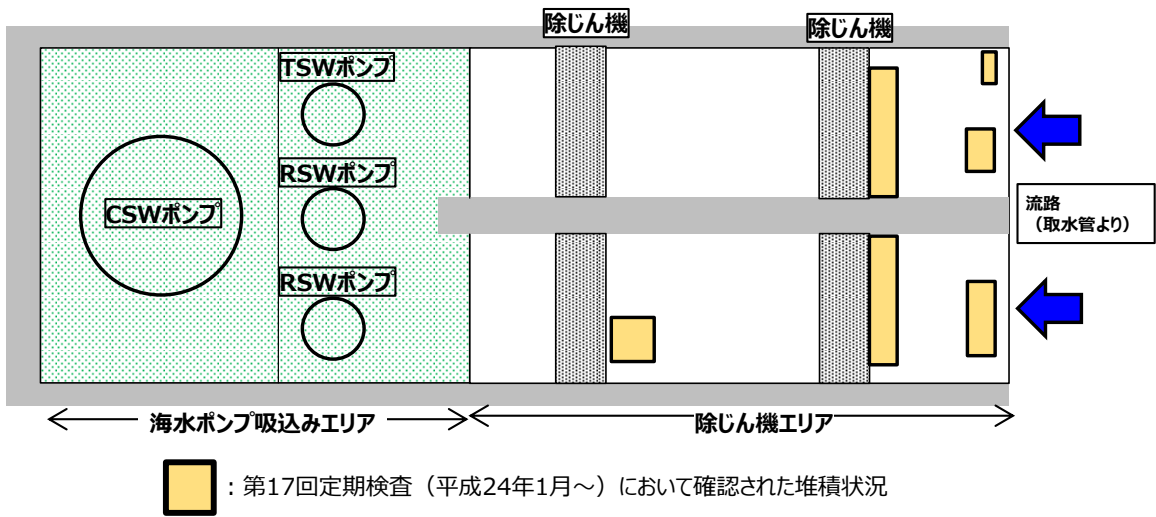 除じん機
除じん機
TSWポンプ
RSWポンプ
CSWポンプ
RSWポンプ
流路
（取水管より）
海水ポンプ吸込みエリア
除じん機エリア
：第17回定期検査（平成24年1月～）において確認された堆積状況